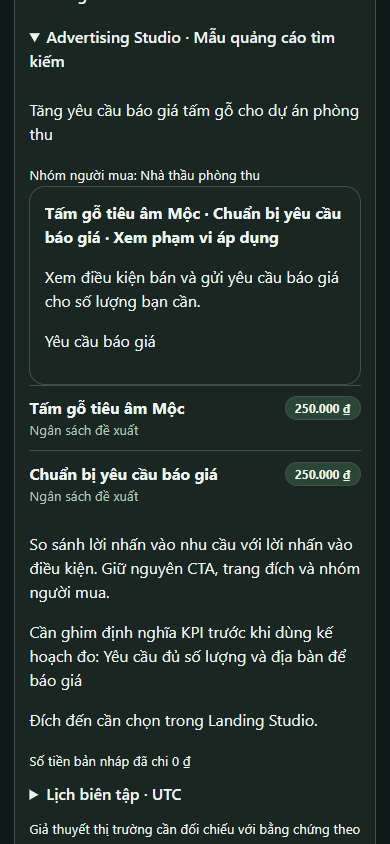 ▼ Advertising Studio · Mẫu quảng cáo tìm
kiếm
Tăng yêu cầu báo giá tấm gỗ cho dự án phòng
thu
Nhóm người mua: Nhà thầu phòng thu
Tấm gỗ tiêu âm Mộc · Chuẩn bị yêu cầu
báo giá · Xem phạm vi áp dụng
Xem điều kiện bán và gửi yêu cầu báo giá
cho số lượng bạn cần.
Yêu cầu báo giá
Tấm gỗ tiêu âm Mộc 250.000 ₫
Ngân sách đề xuất
Chuẩn bị yêu cầu báo giá 250.000 ₫
Ngân sách đề xuất
So sánh lời nhấn vào nhu cầu với lời nhấn vào
điều kiện. Giữ nguyên CTA, trang đích và nhóm
người mua.
Cần ghim định nghĩa KPI trước khi dùng kế
hoạch đo: Yêu cầu đủ số lượng và địa bàn để
báo giá
Đích đến cần chọn trong Landing Studio.
Số tiền bản nháp đã chi 0 ₫
▶ Lịch biên tập · UTC
Giả thuyết thị trường cần đối chiếu với bằng chứng theo